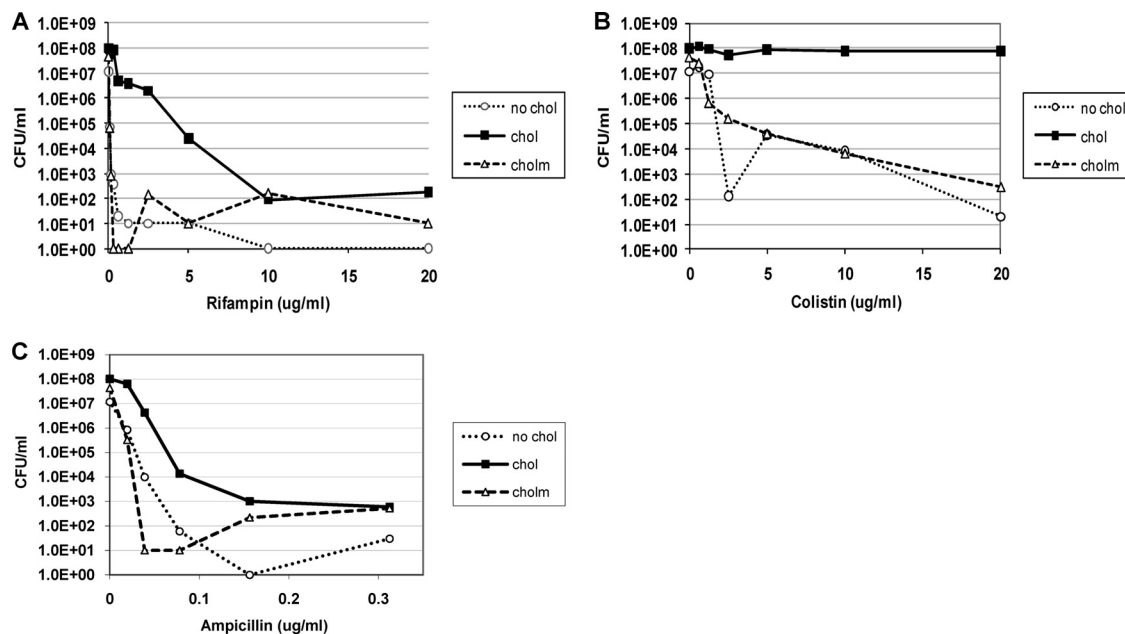 A
1.0E+09
1.0E+08
1.0E+07
1.0E+06
1.0E+05
1.0E+04
1.0E+03
1.0E+02
1.0E+01
1.0E+00
CFU/ml
0 5 10 15 20
Rifampin (ug/ml)
no chol
chol
cholm
B
1.0E+09
1.0E+08
1.0E+07
1.0E+06
1.0E+05
1.0E+04
1.0E+03
1.0E+02
1.0E+01
1.0E+00
CFU/ml
0 5 10 15 20
Colistin (ug/ml)
no chol
chol
cholm
C
1.0E+09
1.0E+08
1.0E+07
1.0E+06
1.0E+05
1.0E+04
1.0E+03
1.0E+02
1.0E+01
1.0E+00
CFU/ml
0 0.1 0.2 0.3
Ampicillin (ug/ml)
no chol
chol
cholm